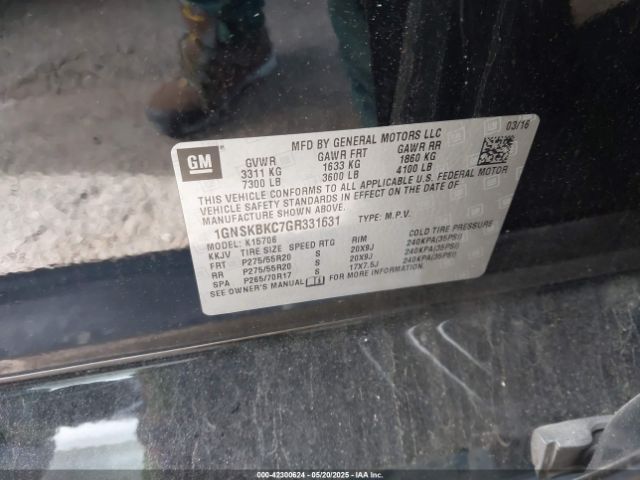 GM
MFD BY GENERAL MOTORS LLC
03/16
GVWR GAWR FRT GAWR RR
3311 KG 1633 KG 1860 KG
7300 LB 3600 LB 4100 LB
THIS VEHICLE CONFORMS TO ALL APPLICABLE U.S. FEDERAL MOTOR
VEHICLE SAFETY STANDARDS IN EFFECT ON THE DATE OF
MANUFACTURE SHOWN ABOVE.
1GNSKBKC7GR331631 TYPE: M.P.V.
MODEL: K15706
KKJV TIRE SIZE SPEED RTG RIM COLD TIRE PRESSURE
FRT P275/55R20 S 20X9J 240KPA(35PSI)
RR P275/55R20 S 20X9J 240KPA(35PSI)
SPA P265/70R17 S 17X7.5J 240KPA(35PSI)
SEE OWNER'S MANUAL FOR MORE INFORMATION.
000-42300624 - 05/20/2025 - IAAI.COM